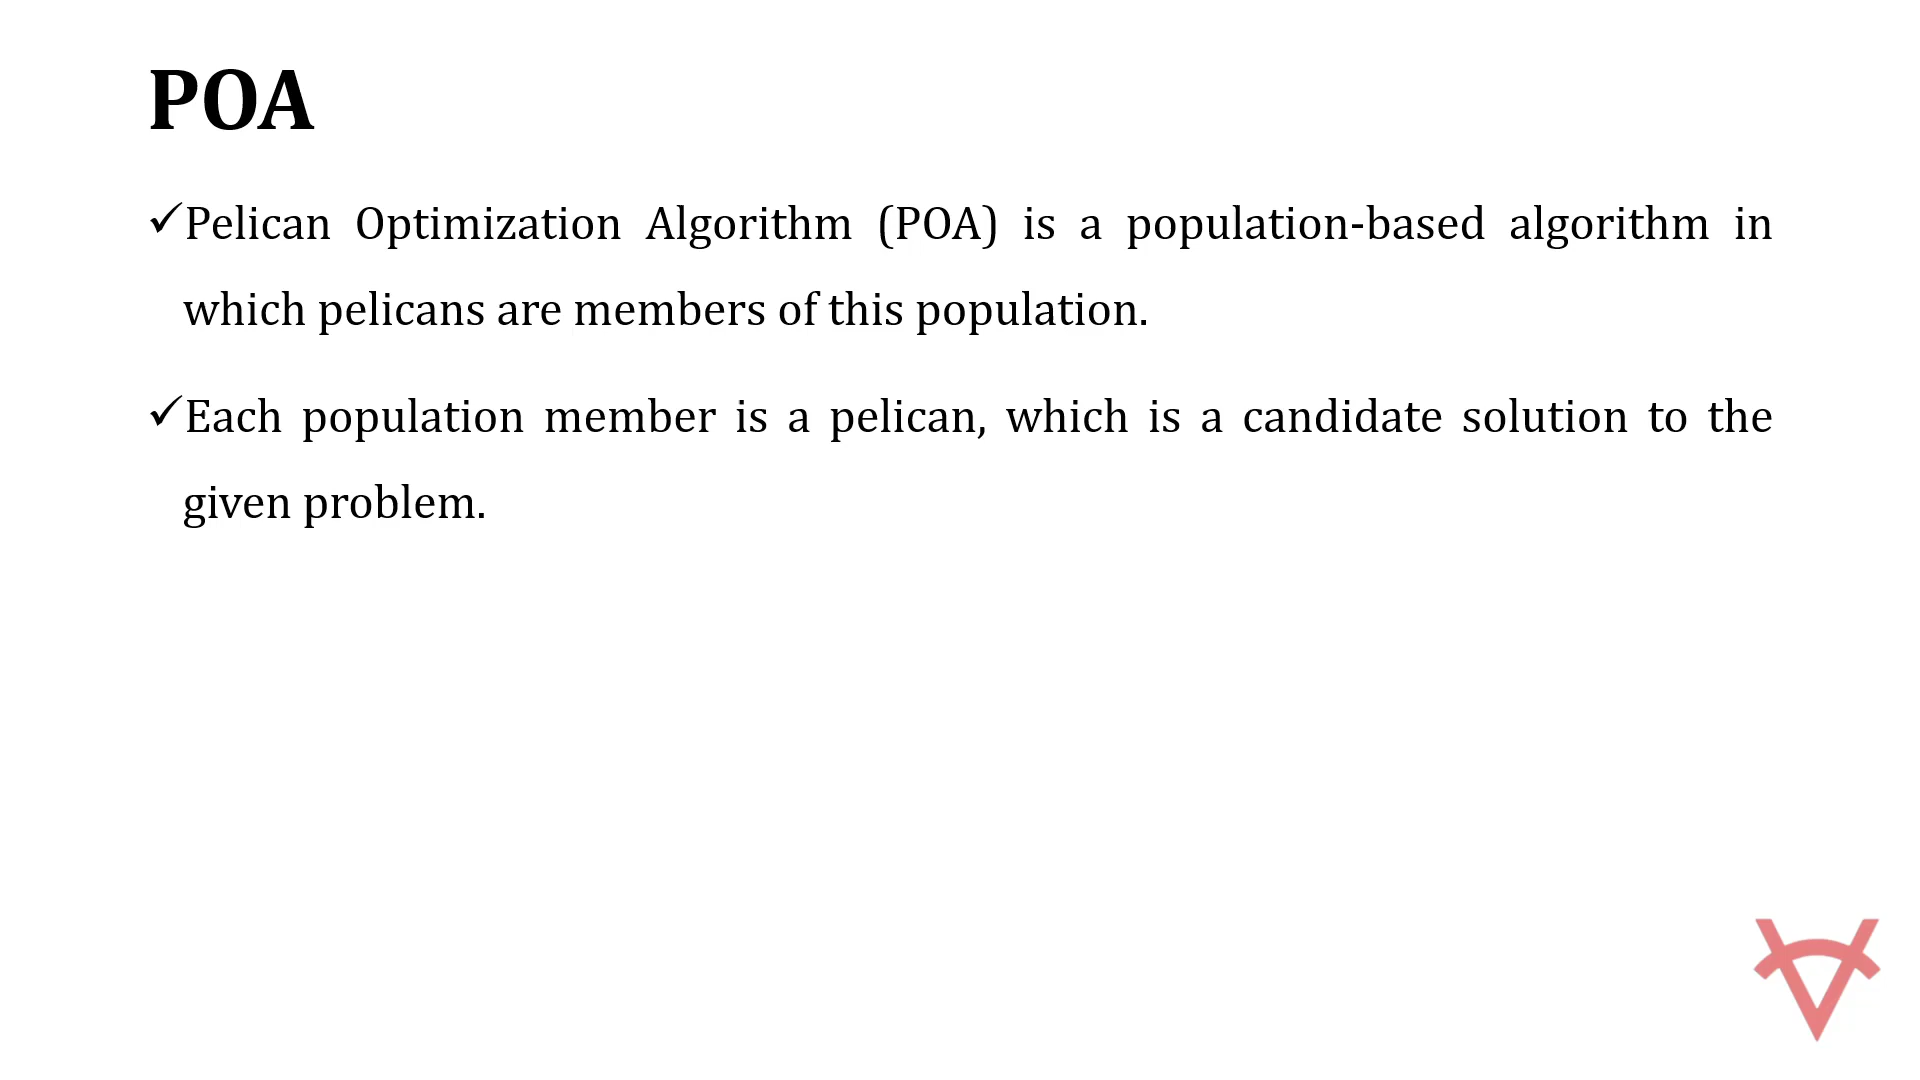 POA
✓Pelican Optimization Algorithm (POA) is a population-based algorithm in
which pelicans are members of this population.
✓Each population member is a pelican, which is a candidate solution to the
given problem.